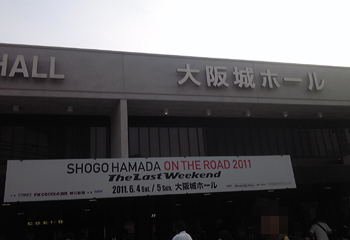 HALL 大阪城ホール
SHOGO HAMADA ON THE ROAD 2011
The Last Weekend
2011. 6. 4 Sat. / 5 Sun. 大阪城ホール